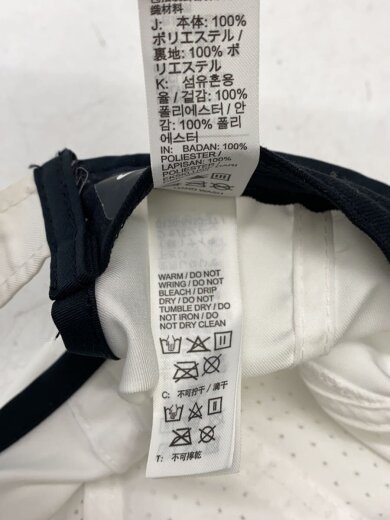 織材料
J: 本体: 100%
ポリエステル /
裏地: 100% ポ
リエステル
K: 섬유혼용
율 / 겉감: 100%
폴리에스터 / 안
감: 100% 폴리
에스터
IN: BADAN: 100%
POLIESTER /
LAPISAN: 100%
POLIESTER
WARM / DO NOT
WRING / DO NOT
BLEACH / DRIP
DRY / DO NOT
TUMBLE DRY / DO
NOT IRON / DO
NOT DRY CLEAN
C: 不可拧干 / 滴干
T: 不可擰乾